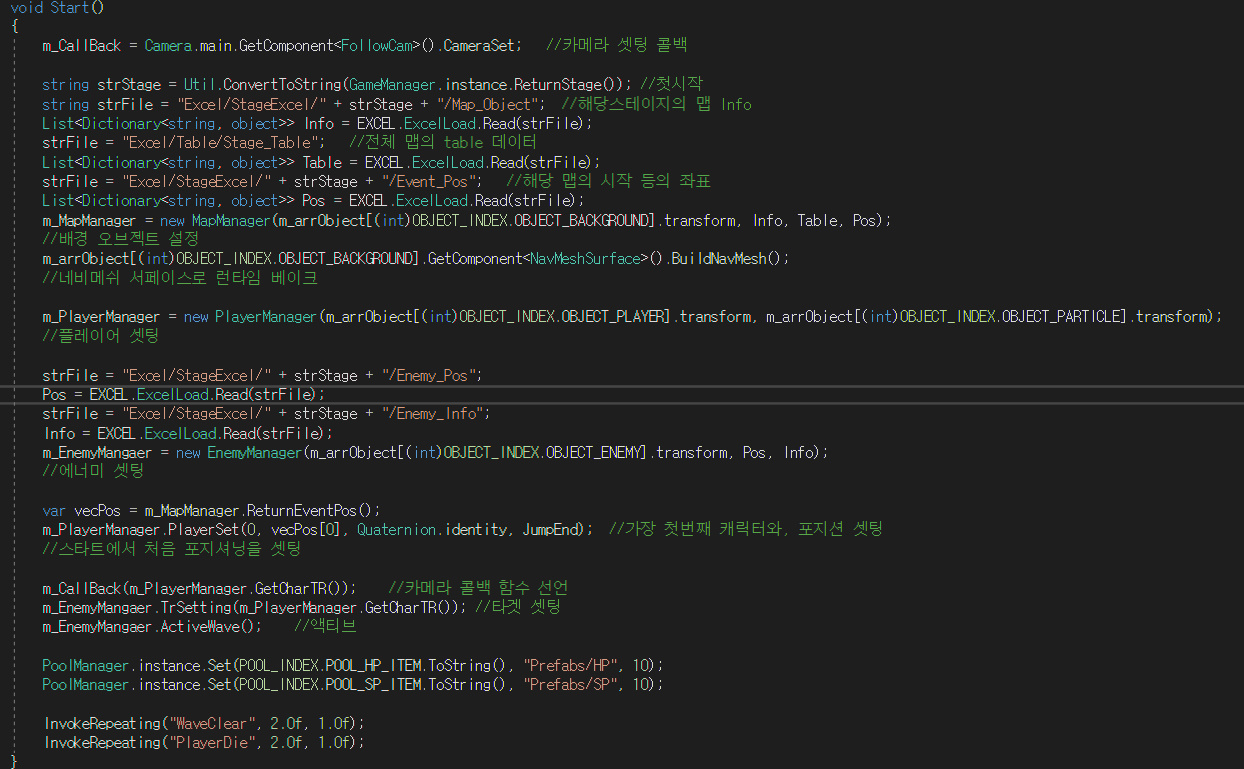 void Start()
{
m_CallBack = Camera.main.GetComponent<FollowCam>().CameraSet;   //카메라 셋팅 콜백
string strStage = Util.ConvertToString(GameManager.instance.ReturnStage()); //첫시작
string strFile = "Excel/StageExcel/" + strStage + "/Map_Object";  //해당스테이지의 맵 Info
List<Dictionary<string, object>> Info = EXCEL.ExcelLoad.Read(strFile);
strFile = "Excel/Table/Stage_Table";   //전체 맵의 table 데이터
List<Dictionary<string, object>> Table = EXCEL.ExcelLoad.Read(strFile);
strFile = "Excel/StageExcel/" + strStage + "/Event_Pos";   //해당 맵의 시작 등의 좌표
List<Dictionary<string, object>> Pos = EXCEL.ExcelLoad.Read(strFile);
m_MapManager = new MapManager(m_arrObject[(int)OBJECT_INDEX.OBJECT_BACKGROUND].transform, Info, Table, Pos);
//배경 오브젝트 설정
m_arrObject[(int)OBJECT_INDEX.OBJECT_BACKGROUND].GetComponent<NavMeshSurface>().BuildNavMesh();
//네비메쉬 서페이스로 런타임 베이크
m_PlayerManager = new PlayerManager(m_arrObject[(int)OBJECT_INDEX.OBJECT_PLAYER].transform, m_arrObject[(int)OBJECT_INDEX.OBJECT_PARTICLE].transform);
//플레이어 셋팅
strFile = "Excel/StageExcel/" + strStage + "/Enemy_Pos";
Pos = EXCEL.ExcelLoad.Read(strFile);
strFile = "Excel/StageExcel/" + strStage + "/Enemy_Info";
Info = EXCEL.ExcelLoad.Read(strFile);
m_EnemyMangaer = new EnemyManager(m_arrObject[(int)OBJECT_INDEX.OBJECT_ENEMY].transform, Pos, Info);
//에너미 셋팅
var vecPos = m_MapManager.ReturnEventPos();
m_PlayerManager.PlayerSet(0, vecPos[0], Quaternion.identity, JumpEnd);  //가장 첫번째 캐릭터와, 포지션 셋팅
//스타트에서 처음 포지셔닝을 셋팅
m_CallBack(m_PlayerManager.GetCharTR());    //카메라 콜백 함수 선언
m_EnemyMangaer.TrSetting(m_PlayerManager.GetCharTR()); //타겟 셋팅
m_EnemyMangaer.ActiveWave();    //액티브
PoolManager.instance.Set(POOL_INDEX.POOL_HP_ITEM.ToString(), "Prefabs/HP", 10);
PoolManager.instance.Set(POOL_INDEX.POOL_SP_ITEM.ToString(), "Prefabs/SP", 10);
InvokeRepeating("WaveClear", 2.0f, 1.0f);
InvokeRepeating("PlayerDie", 2.0f, 1.0f);
}